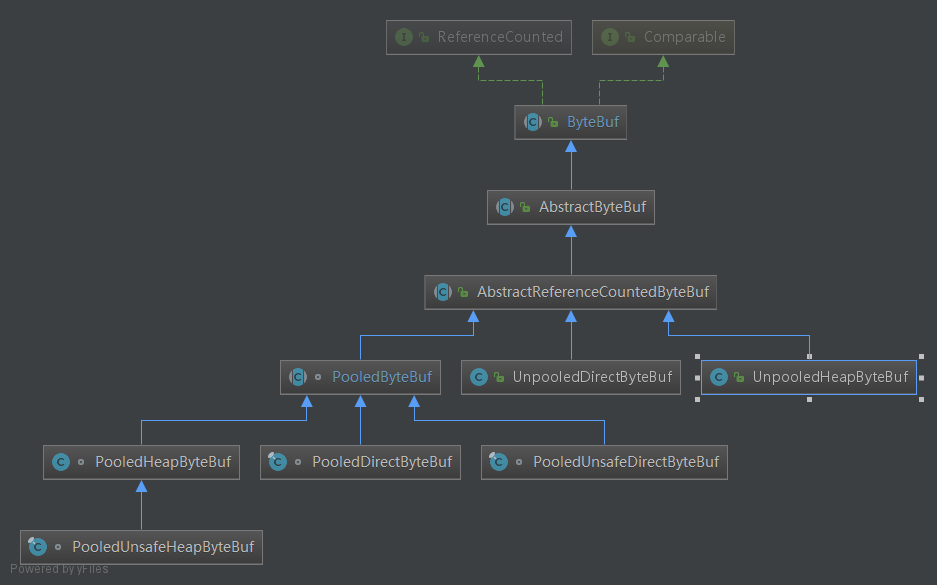 ReferenceCounted
Comparable
ByteBuf
AbstractByteBuf
AbstractReferenceCountedByteBuf
PooledByteBuf
UnpooledDirectByteBuf
UnpooledHeapByteBuf
PooledHeapByteBuf
PooledDirectByteBuf
PooledUnsafeDirectByteBuf
PooledUnsafeHeapByteBuf
Powered by yFiles